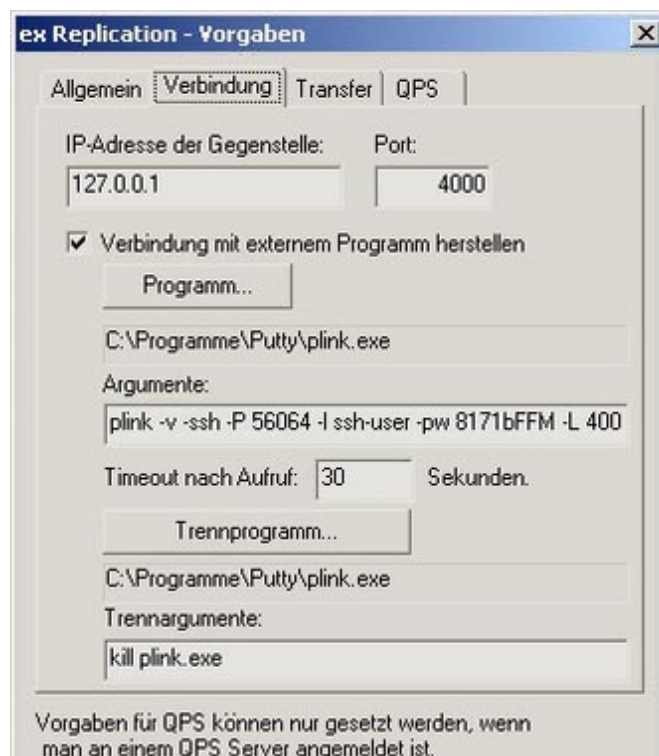 ex Replication - Vorgaben
Allgemein Verbindung Transfer QPS
IP-Adresse der Gegenstelle: Port:
127.0.0.1 4000
Verbindung mit externem Programm herstellen
Programm...
C:\Programme\Putty\plink.exe
Argumente:
plink -v -ssh -P 56064 -l ssh-user -pw 8171bFFM -L 400
Timeout nach Aufruf: 30 Sekunden.
Trennprogramm...
C:\Programme\Putty\plink.exe
Trennargumente:
kill plink.exe
Vorgaben für QPS können nur gesetzt werden, wenn
man an einem QPS Server angemeldet ist.